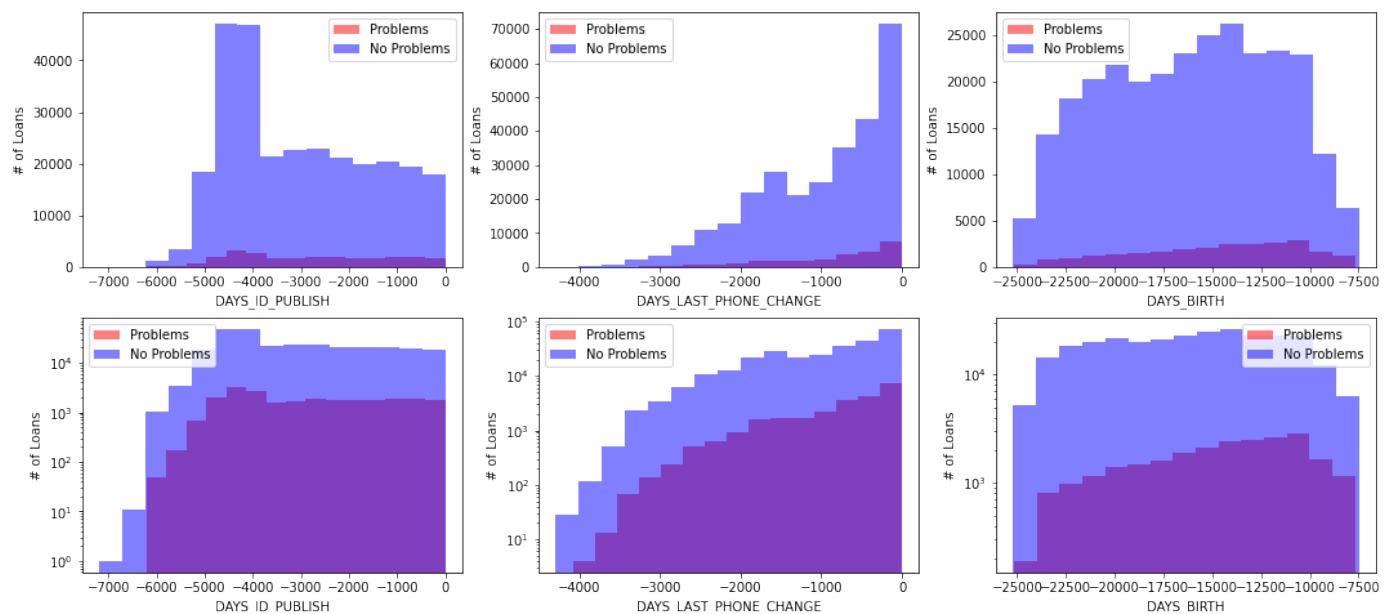 Problems
No Problems
# of Loans
40000
30000
20000
10000
0
−7000 −6000 −5000 −4000 −3000 −2000 −1000 0
DAYS_ID_PUBLISH
Problems
No Problems
# of Loans
70000
60000
50000
40000
30000
20000
10000
0
−4000 −3000 −2000 −1000 0
DAYS_LAST_PHONE_CHANGE
Problems
No Problems
# of Loans
25000
20000
15000
10000
5000
0
−25000 −22500 −20000 −17500 −15000 −12500 −10000 −7500
DAYS_BIRTH
Problems
No Problems
# of Loans
10⁴
10³
10²
10¹
10⁰
−7000 −6000 −5000 −4000 −3000 −2000 −1000 0
DAYS_ID_PUBLISH
Problems
No Problems
# of Loans
10⁵
10⁴
10³
10²
10¹
−4000 −3000 −2000 −1000 0
DAYS_LAST_PHONE_CHANGE
Problems
No Problems
# of Loans
10⁴
10³
−25000 −22500 −20000 −17500 −15000 −12500 −10000 −7500
DAYS_BIRTH